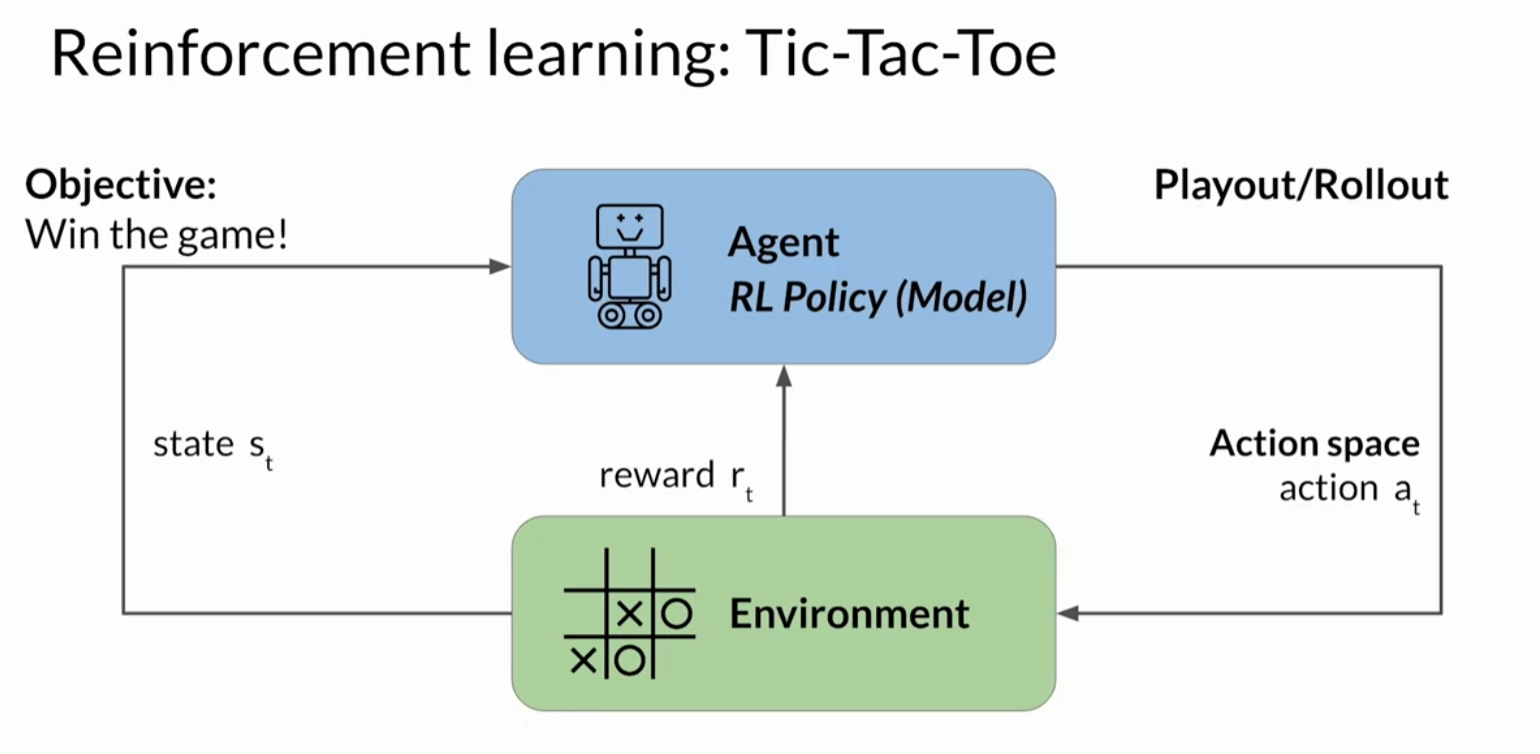 Reinforcement learning: Tic-Tac-Toe
Objective:
Win the game!
Playout/Rollout
Agent
RL Policy (Model)
state s_t
reward r_t
Action space
action a_t
Environment
X O
X O